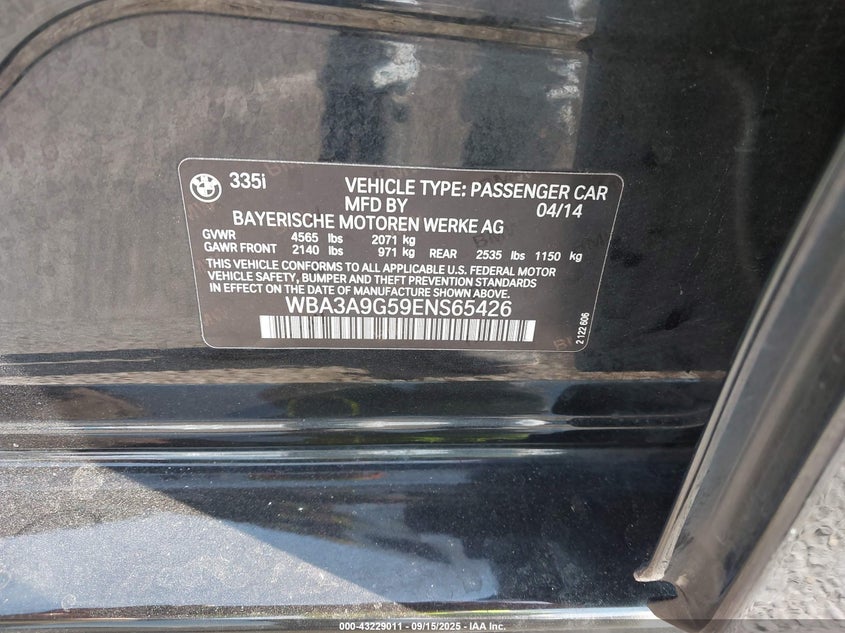 335i VEHICLE TYPE: PASSENGER CAR
MFD BY 04/14
BAYERISCHE MOTOREN WERKE AG
GVWR 4565 lbs 2071 kg
GAWR FRONT 2140 lbs 971 kg REAR 2535 lbs 1150 kg
THIS VEHICLE CONFORMS TO ALL APPLICABLE U.S. FEDERAL MOTOR
VEHICLE SAFETY, BUMPER AND THEFT PREVENTION STANDARDS
IN EFFECT ON THE DATE OF MANUFACTURE SHOWN ABOVE.
WBA3A9G59ENS65426
2 122 606
000-43229011 - 09/15/2025 - IAA Inc.